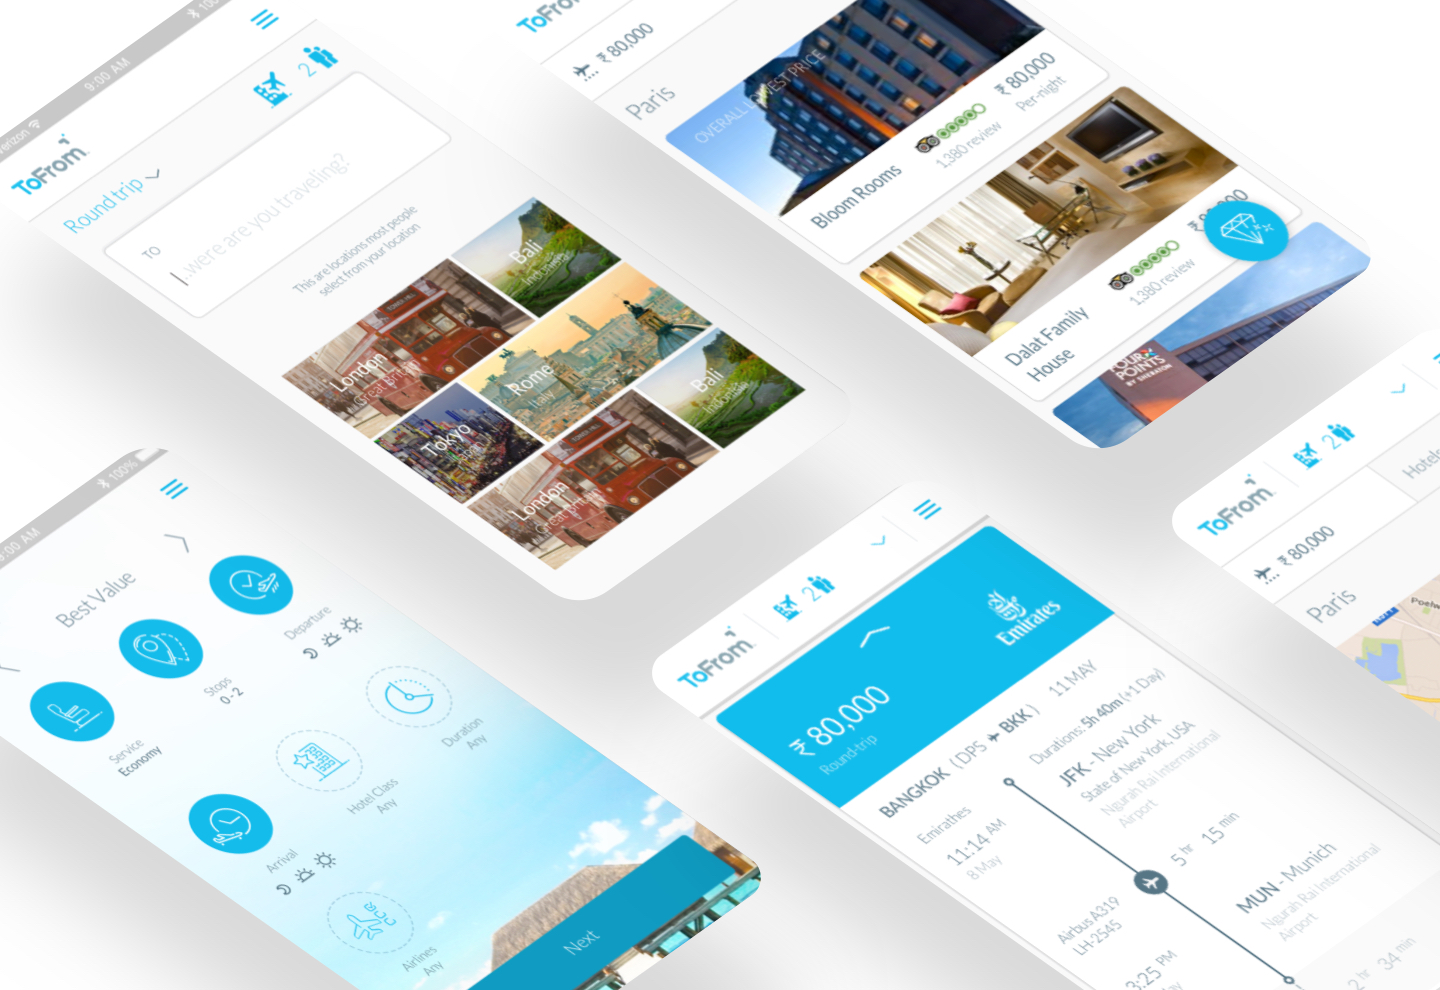 verizon
9:00 AM
100
ToFrom
2
Round trip
TO
..were are you traveling?
This are locations most people
select from your location
Bali
Indonesia
London
Great Britain
Rome
Italy
Tokyo
Bali
Indonesia
London
Great Britain
ToFrom
₹ 80,000
Paris
OVERALL LOWEST PRICE
Bloom Rooms
1,380 review
₹ 80,000
Per-night
Dalat Family
House
1,380 review
FOUR
POINTS
BY SHERATON
9:00 AM
100%
Best Value
Service
Economy
Stops
0 - 2
Departure
Arrival
Hotel Class
Any
Duration
Any
Airlines
Any
Next
ToFrom
2
₹ 80,000
Round-trip
Emirates
BANGKOK ( DPS
BKK )
11 MAY
Durations: 5h 40m (+1 Day)
Emirathes
11:14 AM
8 May
JFK - New York
State of New York, USA
Ngurah Rai International
Airport
5 hr 15 min
Airbus A319
LH-2545
MUN - Munich
Ngurah Rai International
Airport
3:25 PM
2 hr 34 min
ToFrom
2
₹ 80,000
Hotels
Paris